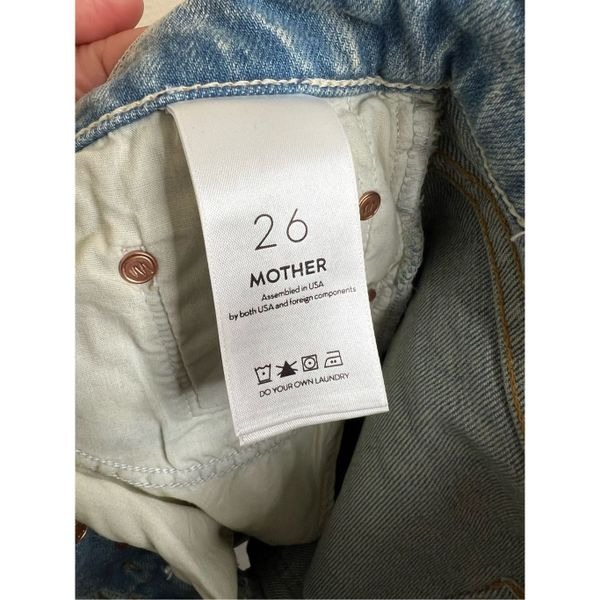 26
MOTHER
Assembled in USA
by both USA and foreign components
DO YOUR OWN LAUNDRY